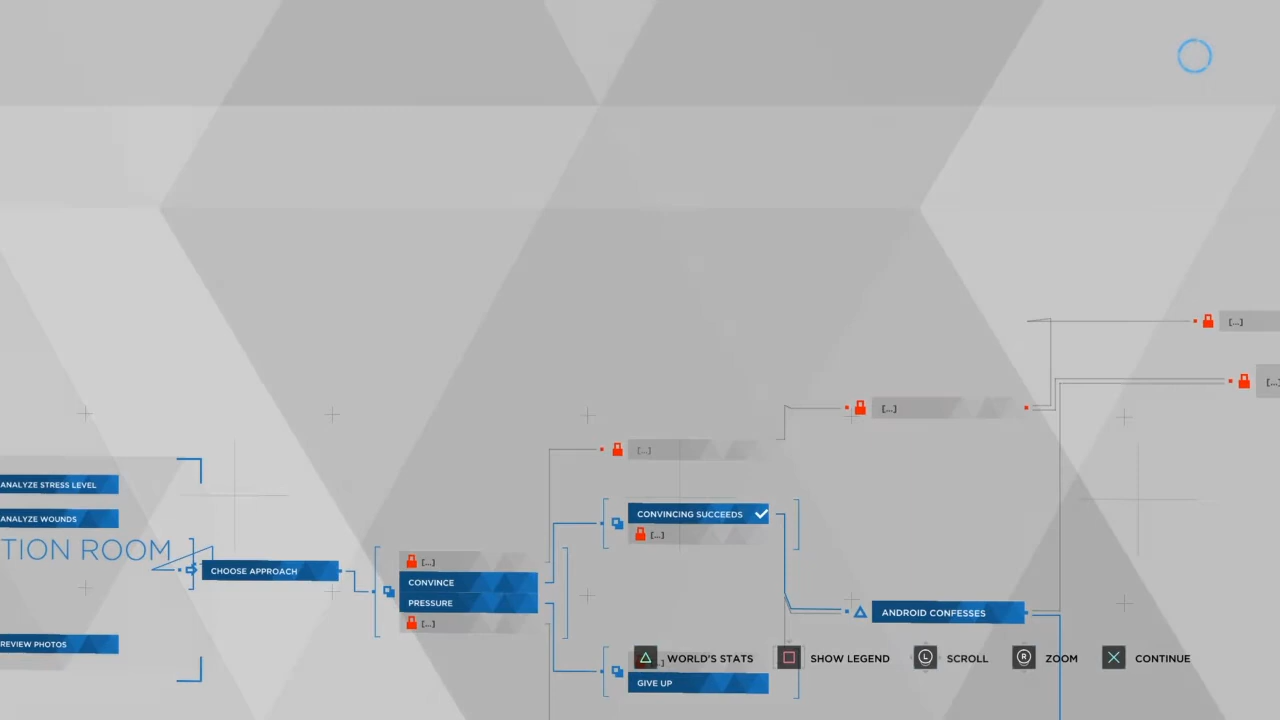 [...]
[...]
[...]
[...]
ANALYZE STRESS LEVEL
CONVINCING SUCCEEDS
ANALYZE WOUNDS
[...]
TION ROOM
[...]
CHOOSE APPROACH
CONVINCE
PRESSURE
[...]
ANDROID CONFESSES
REVIEW PHOTOS
WORLD'S STATS
SHOW LEGEND
L
SCROLL
R
ZOOM
CONTINUE
GIVE UP